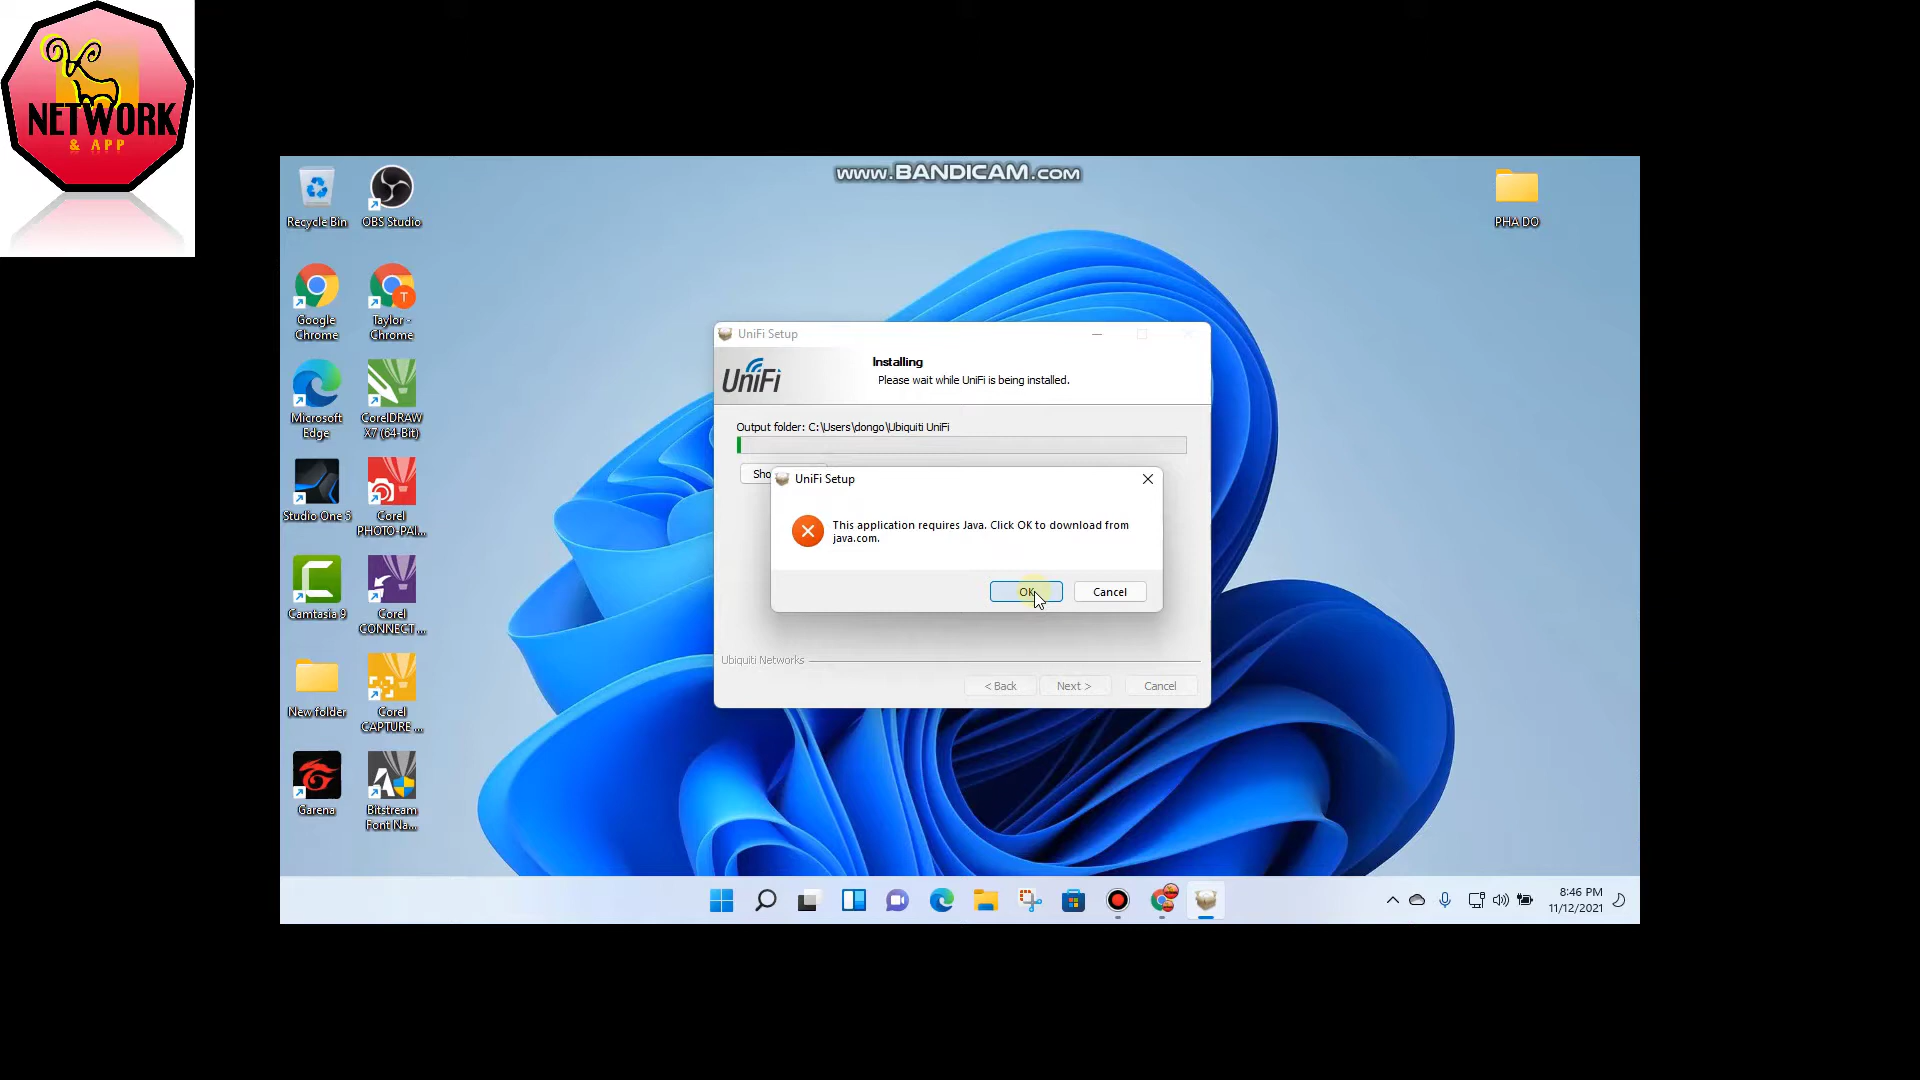 NETWORK
& APP
www.BANDICAM.com
Recycle Bin
OBS Studio
PHA DO
Google
Chrome
T
Taylor -
Chrome
Microsoft
Edge
CorelDRAW
X7 (64-Bit)
Studio One 5
Corel
PHOTO-PAI...
Camtasia 9
Corel
CONNECT ...
New folder
Corel
CAPTURE ...
Garena
Bitstream
Font Na...
UniFi Setup
UniFi
Installing
Please wait while UniFi is being installed.
Output folder: C:\Users\dongo\Ubiquiti UniFi
Sho
UniFi Setup
This application requires Java. Click OK to download from
java.com.
OK
Cancel
Ubiquiti Networks
< Back
Next >
Cancel
8:46 PM
11/12/2021